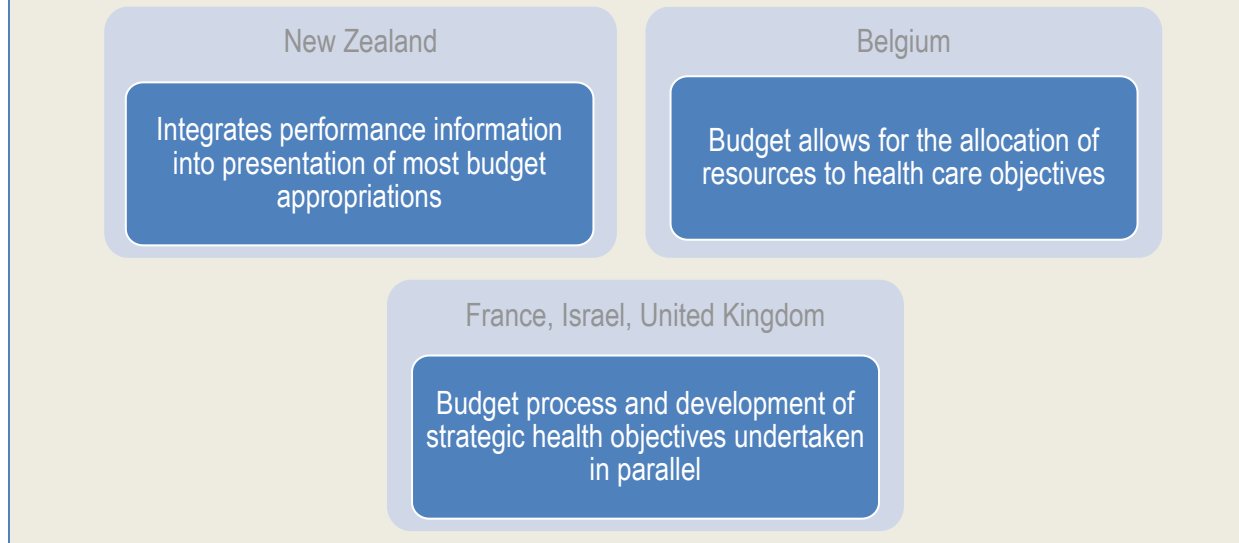 New Zealand
Integrates performance information
into presentation of most budget
appropriations
Belgium
Budget allows for the allocation of
resources to health care objectives
France, Israel, United Kingdom
Budget process and development of
strategic health objectives undertaken
in parallel